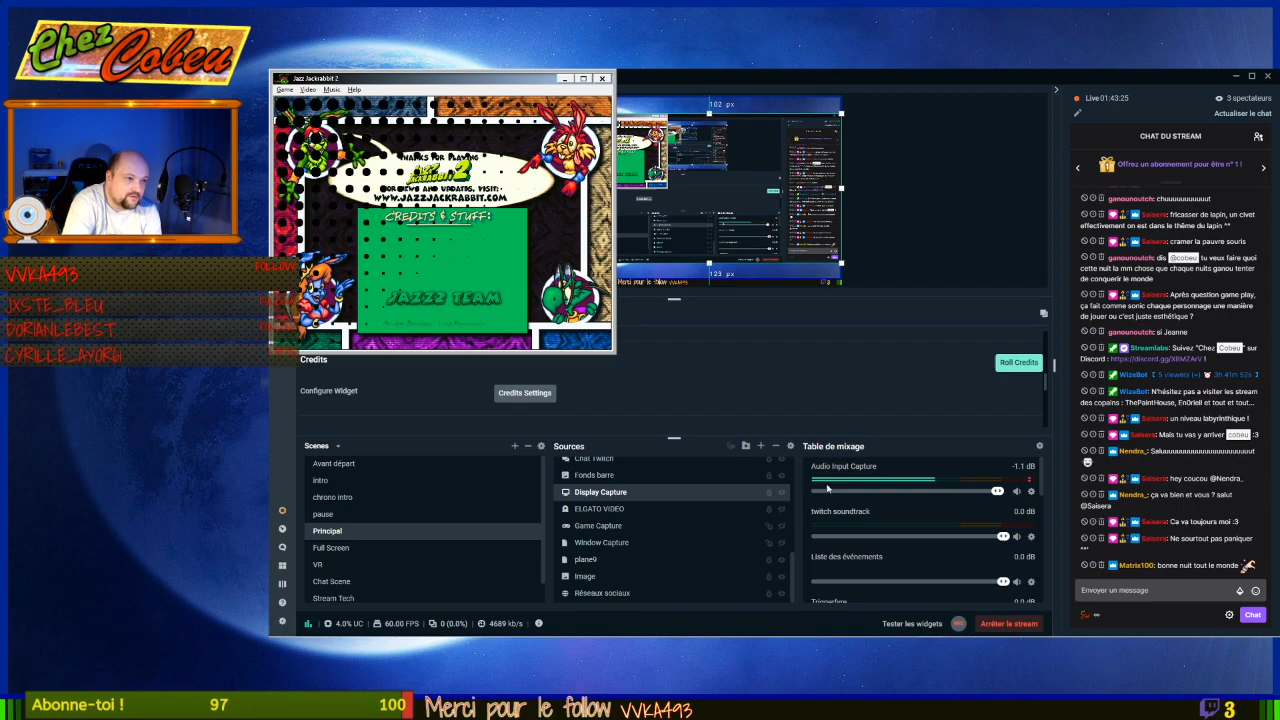 Chez
Cobeu
VVKA493
FOLLOW
JXSTE_BLEU
DORIANLEBEST
CYRILLE_AYORGI
Jazz Jackrabbit 2
Game Video Music Help
THANKS FOR PLAYING
JAZZ 2
FOR NEWS AND UPDATES, VISIT:
WWW.JAZZJACKRABBIT.COM
CREDITS & STUFF:
JAZZ2 TEAM
102 px
123 px
Credits
Roll Credits
Configure Widget
Credits Settings
Scenes
Avant départ
intro
chrono intro
pause
Principal
Full Screen
VR
Chat Scene
Stream Tech
Sources
Chat Twitch
Fonds barre
Display Capture
ELGATO VIDEO
Game Capture
Window Capture
plane9
Image
Réseaux sociaux
Table de mixage
Audio Input Capture -1.1 dB
twitch soundtrack 0.0 dB
Liste des événements 0.0 dB
0.0 dB
4.0% UC
60.00 FPS
0 (0.0%)
4689 kb/s
Tester les widgets
REC
Arrêter le stream
Live 01:43:25
3 spectateurs
Actualiser le chat
CHAT DU STREAM
Offrez un abonnement pour être n° 1 !
ganounoutch: chuuuuuuuuut
Saisera: fricasser de lapin, un civet
effectivement on est dans le thème du lapin ^^
Saisera: cramer la pauvre souris
ganounoutch: dis @cobeu tu veux faire quoi
cette nuit la mm chose que chaque nuits ganou tenter
de conquerir le monde
Saisera: Après question game play,
ça fait comme sonic chaque personnage une manière
de jouer ou c'est juste esthétique ?
ganounoutch: si Jeanne
Streamlabs: Suivez "Chez Cobeu sur
Discord : https://discord.gg/XBMZArV !
WizeBot 【 5 viewers (+) 3h 41m 52s 】
WizeBot: N'hésitez pas a visiter les stream
des copains : ThePaintHouse, En0riell et tout et tout...
Saisera: un niveau labyrinthique !
Saisera: Mais tu vas y arriver cobeu :3
Nendra_: Saluuuuuuuuuuuuuuuuuuuut
Saisera: hey coucou @Nendra_
Nendra_: ça va bien et vous ? salut
@Saisera
Saisera: Ca va toujours moi :3
Saisera: Ne surtout pas paniquer
^^
Matrix100: bonne nuit tout le monde
Envoyer un message
Chat
Abonne-toi ! 97 100
Merci pour le follow VVKA493
3